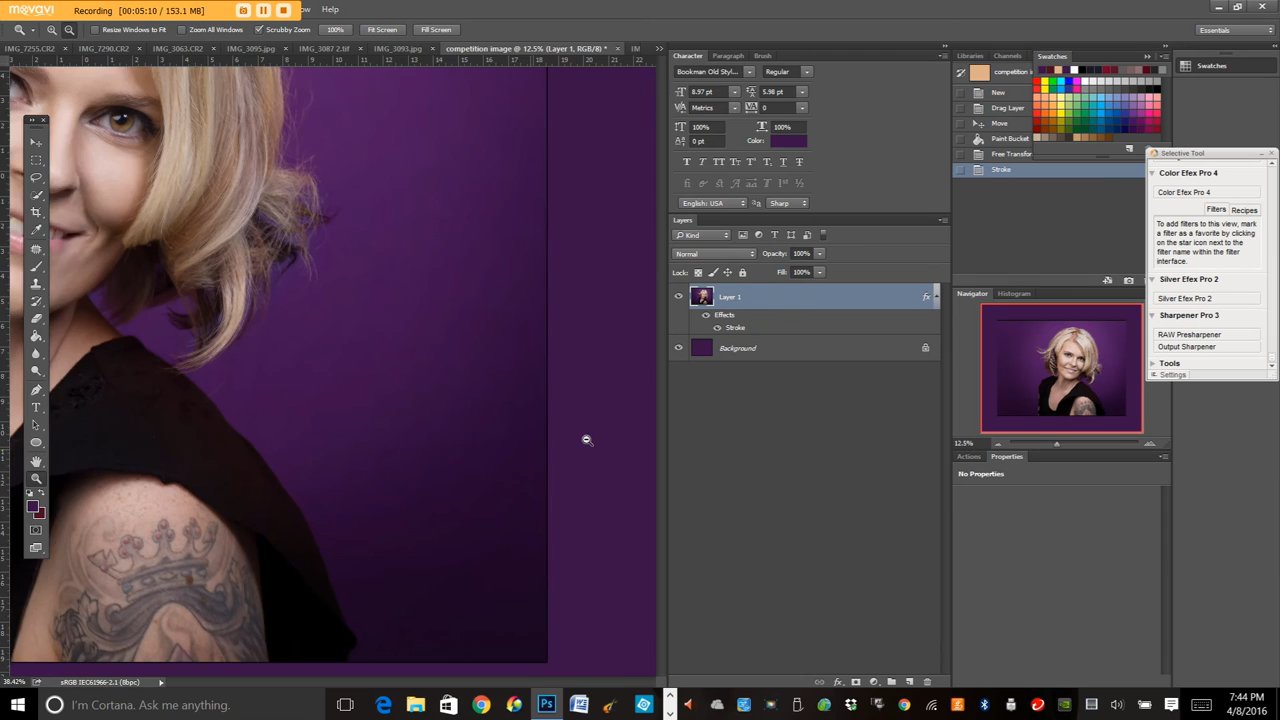 movavi Recording [00:05:10 / 153.1 MB] ow Help
Resize Windows to Fit Zoom All Windows Scrubby Zoom 100% Fit Screen Fill Screen Essentials
IMG_7255.CR2 IMG_7290.CR2 IMG_3063.CR2 IMG_3095.jpg IMG_3087 2.tif IMG_3093.jpg competition image @ 12.5% (Layer 1, RGB/8) * IM
Character Paragraph Brush
Bookman Old Styl... Regular
8.97 pt 5.98 pt
Metrics 0
100% 100%
0 pt Color:
English: USA Sharp
Layers
Kind
Normal Opacity: 100%
Lock: Fill: 100%
Layer 1 fx
Effects
Stroke
Background
Libraries Channels
competition i
New
Drag Layer
Move
Paint Bucket
Free Transfor
Stroke
Swatches
Swatches
Selective Tool
Color Efex Pro 4
Color Efex Pro 4
Filters Recipes
To add filters to this view, mark
a filter as a favorite by clicking
on the star icon next to the
filter name within the filter
interface.
Silver Efex Pro 2
Silver Efex Pro 2
Sharpener Pro 3
RAW Presharpener
Output Sharpener
Tools
Settings
Navigator Histogram
12.5%
Actions Properties
No Properties
38.42% sRGB IEC61966-2.1 (8bpc)
I'm Cortana. Ask me anything.
7:44 PM
4/8/2016